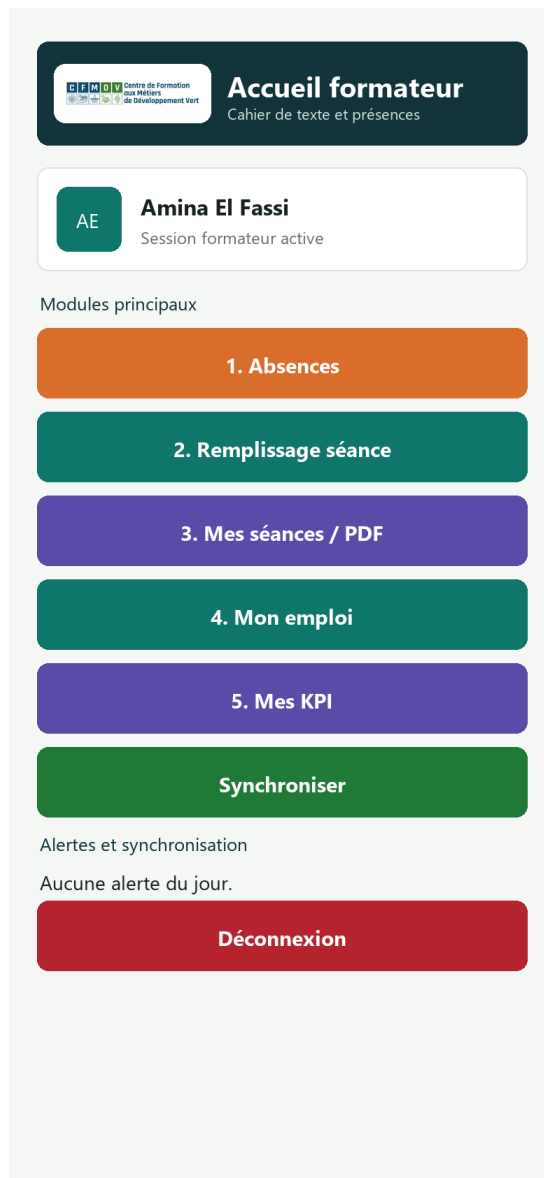 CFMDV
Centre de Formation
aux Métiers
de Développement Vert
Accueil formateur
Cahier de texte et présences
AE
Amina El Fassi
Session formateur active
Modules principaux
1. Absences
2. Remplissage séance
3. Mes séances / PDF
4. Mon emploi
5. Mes KPI
Synchroniser
Alertes et synchronisation
Aucune alerte du jour.
Déconnexion